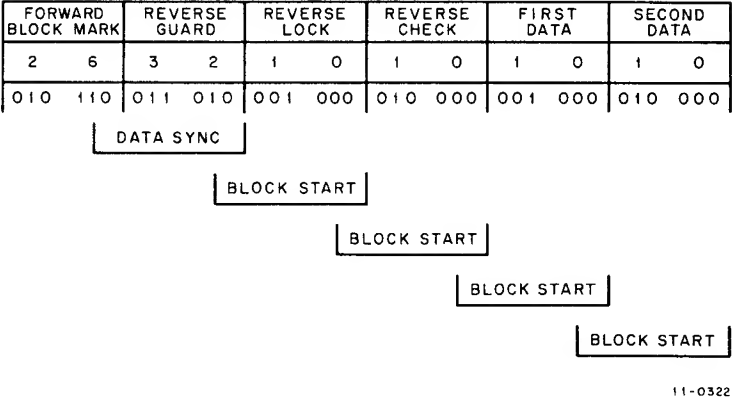 FORWARD BLOCK MARK REVERSE GUARD REVERSE LOCK REVERSE CHECK FIRST DATA SECOND DATA
2 6 3 2 1 0 1 0 1 0 1 0
010 110 011 010 001 000 010 000 001 000 010 000
DATA SYNC
BLOCK START
BLOCK START
BLOCK START
BLOCK START
11-0322